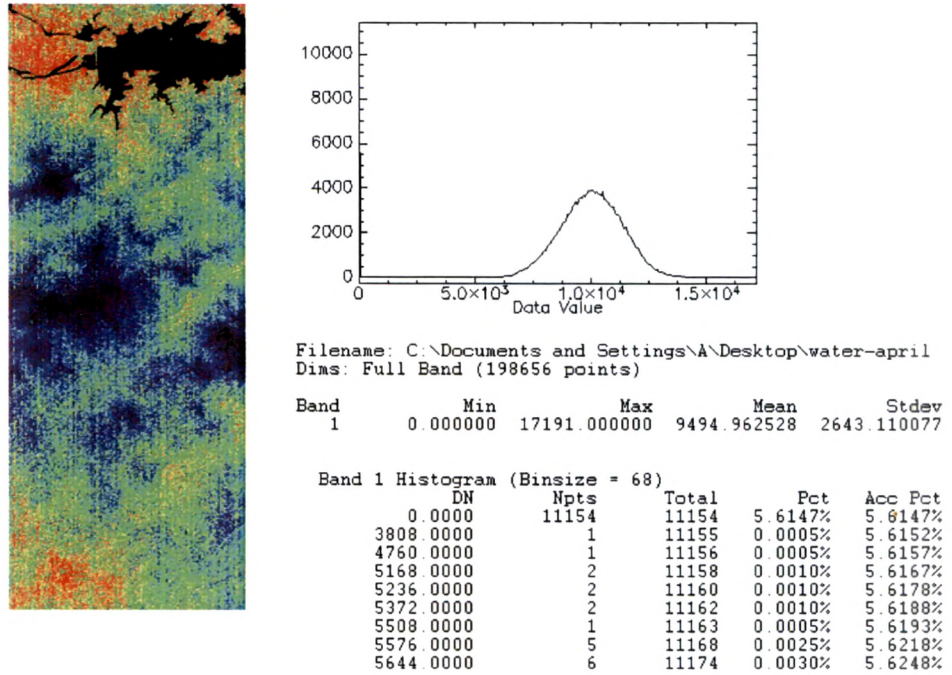 10000
8000
6000
4000
2000
0
0 5.0×10³ 1.0×10⁴ 1.5×10⁴
Data Value
Filename: C:\Documents and Settings\A\Desktop\water-april
Dims: Full Band (198656 points)
Band Min Max Mean Stdev
1 0.000000 17191.000000 9494.962528 2643.110077
Band 1 Histogram (Binsize = 68)
DN Npts Total Pct Acc Pct
0.0000 11154 11154 5.6147% 5.6147%
3808.0000 1 11155 0.0005% 5.6152%
4760.0000 1 11156 0.0005% 5.6157%
5168.0000 2 11158 0.0010% 5.6167%
5236.0000 2 11160 0.0010% 5.6178%
5372.0000 2 11162 0.0010% 5.6188%
5508.0000 1 11163 0.0005% 5.6193%
5576.0000 5 11168 0.0025% 5.6218%
5644.0000 6 11174 0.0030% 5.6248%